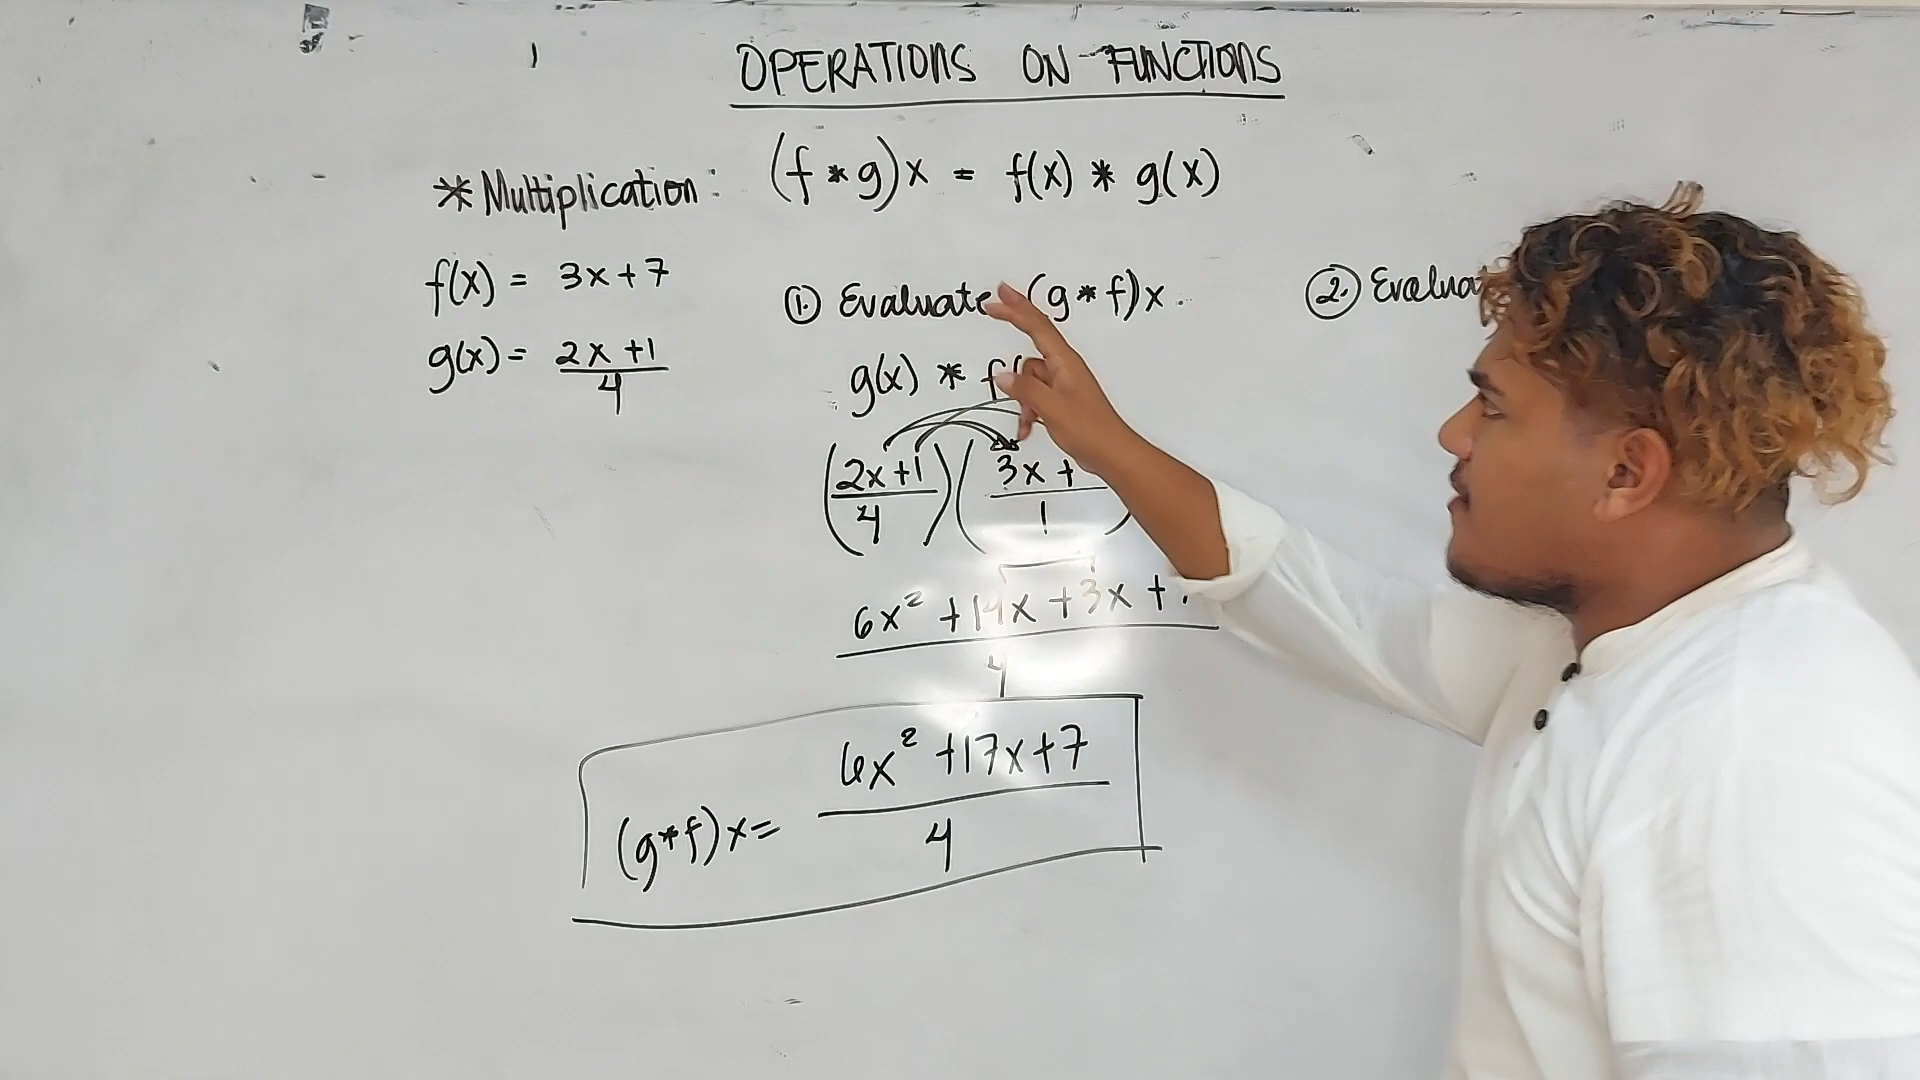 OPERATIONS ON FUNCTIONS
*Multiplication: (f * g)x = f(x) * g(x)
f(x) = 3x+7
g(x) = 2x+1
4
① Evaluate (g * f)x.
g(x) * f(
(2x+1)(3x+
4 1
6x² +14x +3x +
4
(g*f)x= 6x² +17x+7
4
②